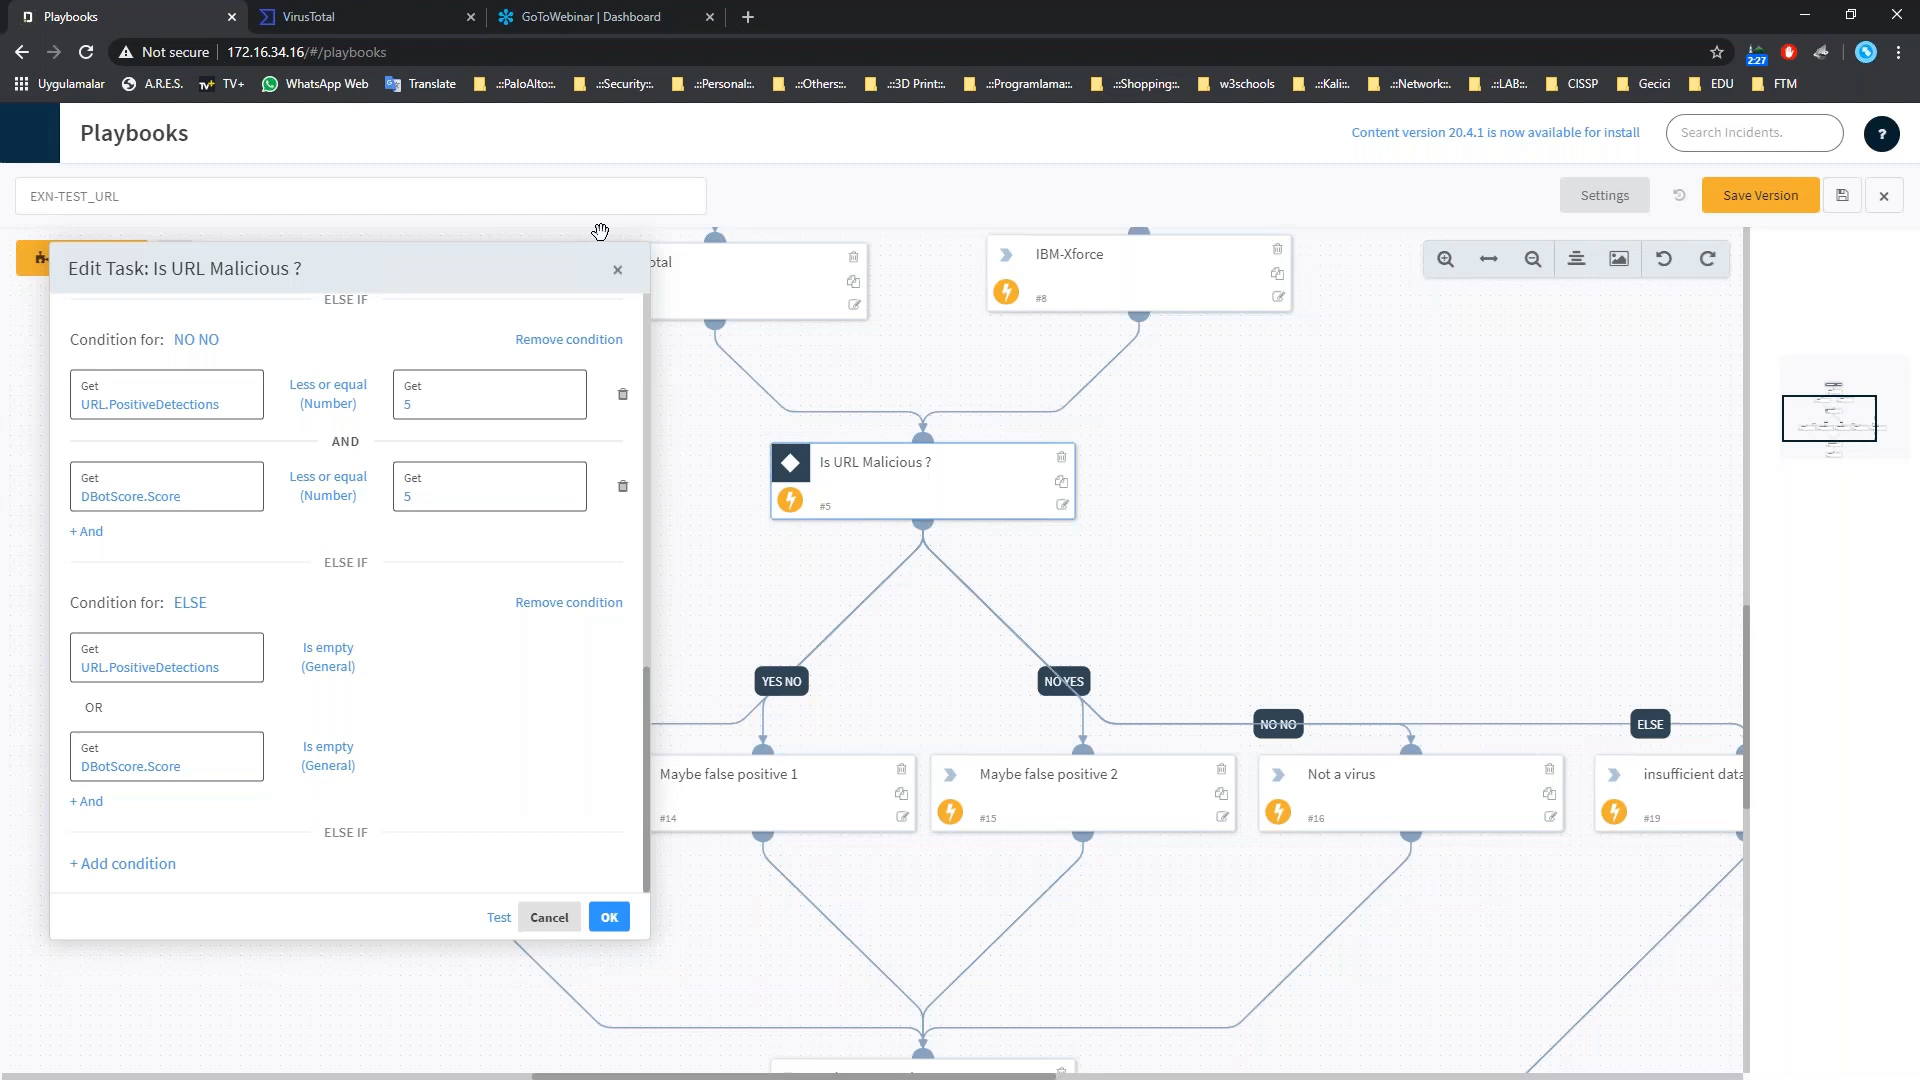 Playbooks
VirusTotal
GoToWebinar | Dashboard
Not secure
172.16.34.16/#/playbooks
2:27
Uygulamalar
A.R.E.S.
TV+
WhatsApp Web
Translate
.::PaloAlto::.
.::Security::.
.::Personal::.
.::Others::.
.::3D Print::.
.::Programlama::.
.::Shopping::.
w3schools
.::Kali::.
.::Network::.
.::LAB::.
CISSP
Gecici
EDU
FTM
Playbooks
Content version 20.4.1 is now available for install
Search Incidents.
?
EXN-TEST_URL
Settings
Save Version
Edit Task: Is URL Malicious ?
ELSE IF
Condition for: NO NO
Remove condition
Get
URL.PositiveDetections
Less or equal
(Number)
Get
5
AND
Get
DBotScore.Score
Less or equal
(Number)
Get
5
+ And
ELSE IF
Condition for: ELSE
Remove condition
Get
URL.PositiveDetections
Is empty
(General)
OR
Get
DBotScore.Score
Is empty
(General)
+ And
ELSE IF
+ Add condition
Test
Cancel
OK
otal
IBM-Xforce
#8
Is URL Malicious ?
#5
YES NO
NO YES
NO NO
ELSE
Maybe false positive 1
#14
Maybe false positive 2
#15
Not a virus
#16
insufficient data
#19